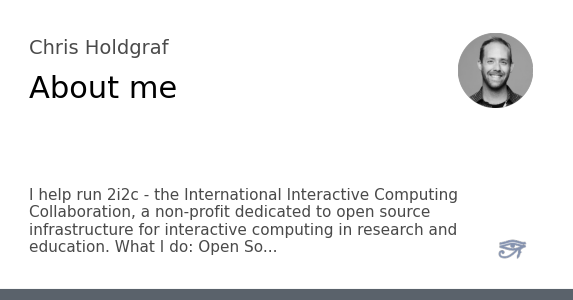 Chris Holdgraf
About me
I help run 2i2c - the International Interactive Computing
Collaboration, a non-profit dedicated to open source
infrastructure for interactive computing in research and
education. What I do: Open So...